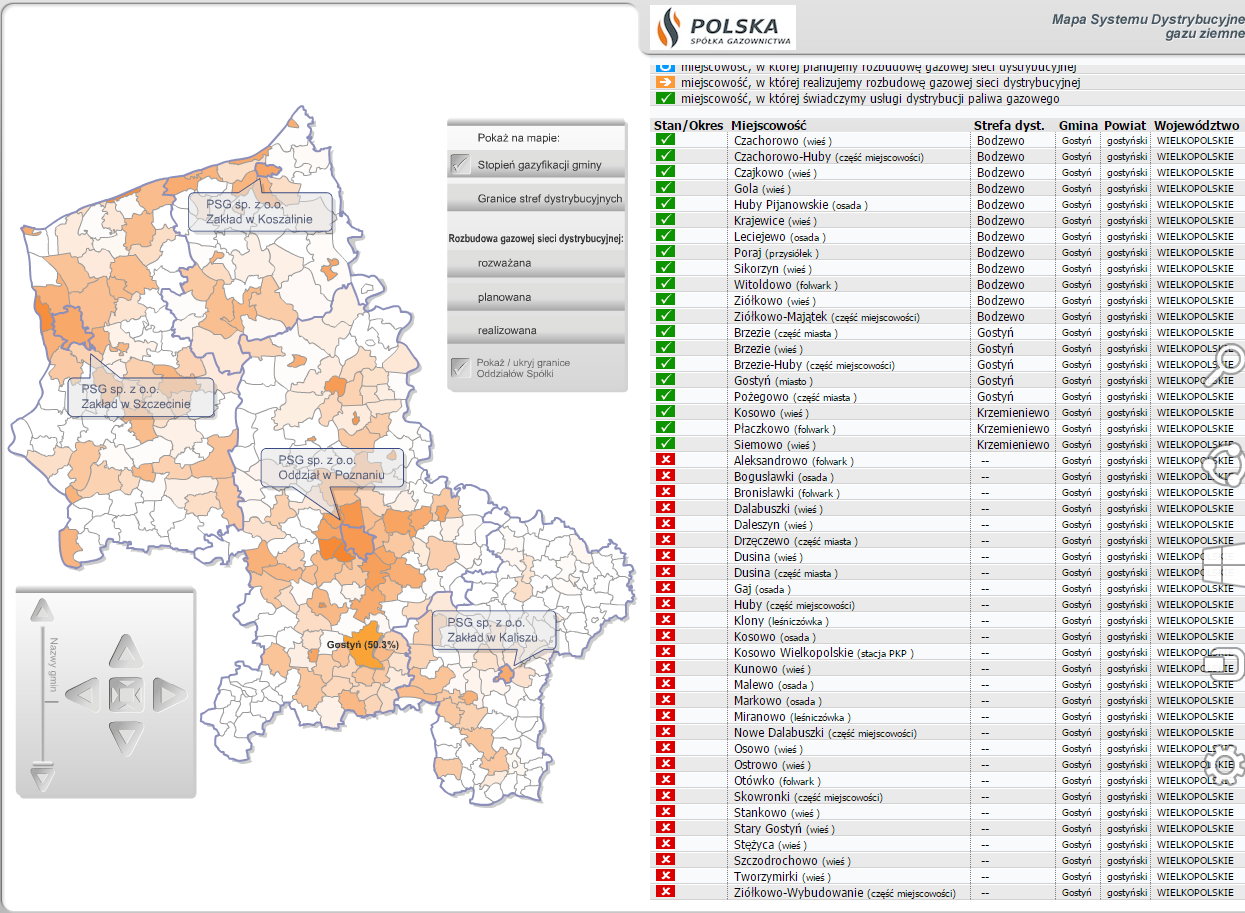 POLSKA
SPÓŁKA GAZOWNICTWA
Mapa Systemu Dystrybucyjne
gazu ziemne
miejscowość, w której planujemy rozbudowę gazowej sieci dystrybucyjnej
miejscowość, w której realizujemy rozbudowę gazowej sieci dystrybucyjnej
miejscowość, w której świadczymy usługi dystrybucji paliwa gazowego
Pokaż na mapie:
Stopień gazyfikacji gminy
Granice stref dystrybucyjnych
Rozbudowa gazowej sieci dystrybucyjnej:
rozważana
planowana
realizowana
Pokaż / ukryj granice
Oddziałów Spółki
PSG sp. z o.o.
Zakład w Koszalinie
PSG sp. z o.o.
Zakład w Szczecinie
PSG sp. z o.o.
Oddział w Poznaniu
PSG sp. z o.o.
Zakład w Kaliszu
Gostyń (50.3%)
Nazwy gmin
Stan/Okres Miejscowość Strefa dyst. Gmina Powiat Województwo
Czachorowo (wieś ) Bodzewo Gostyń gostyński WIELKOPOLSKIE
Czachorowo-Huby (część miejscowości) Bodzewo Gostyń gostyński WIELKOPOLSKIE
Czajkowo (wieś ) Bodzewo Gostyń gostyński WIELKOPOLSKIE
Gola (wieś ) Bodzewo Gostyń gostyński WIELKOPOLSKIE
Huby Pijanowskie (osada ) Bodzewo Gostyń gostyński WIELKOPOLSKIE
Krajewice (wieś ) Bodzewo Gostyń gostyński WIELKOPOLSKIE
Leciejewo (osada ) Bodzewo Gostyń gostyński WIELKOPOLSKIE
Poraj (przysiółek ) Bodzewo Gostyń gostyński WIELKOPOLSKIE
Sikorzyn (wieś ) Bodzewo Gostyń gostyński WIELKOPOLSKIE
Witoldowo (folwark ) Bodzewo Gostyń gostyński WIELKOPOLSKIE
Ziółkowo (wieś ) Bodzewo Gostyń gostyński WIELKOPOLSKIE
Ziółkowo-Majątek (część miejscowości) Bodzewo Gostyń gostyński WIELKOPOLSKIE
Brzezie (część miasta ) Gostyń Gostyń gostyński WIELKOPOLSKIE
Brzezie (wieś ) Gostyń Gostyń gostyński WIELKOPOLSKIE
Brzezie-Huby (część miejscowości) Gostyń Gostyń gostyński WIELKOPOLSKIE
Gostyń (miasto ) Gostyń Gostyń gostyński WIELKOPOLSKIE
Pożegowo (część miasta ) Gostyń Gostyń gostyński WIELKOPOLSKIE
Kosowo (wieś ) Krzemieniewo Gostyń gostyński WIELKOPOLSKIE
Płaczkowo (folwark ) Krzemieniewo Gostyń gostyński WIELKOPOLSKIE
Siemowo (wieś ) Krzemieniewo Gostyń gostyński WIELKOPOLSKIE
Aleksandrowo (folwark ) -- Gostyń gostyński WIELKOPOLSKIE
Bogusławki (osada ) -- Gostyń gostyński WIELKOPOLSKIE
Bronisławki (folwark ) -- Gostyń gostyński WIELKOPOLSKIE
Dalabuszki (wieś ) -- Gostyń gostyński WIELKOPOLSKIE
Daleszyn (wieś ) -- Gostyń gostyński WIELKOPOLSKIE
Drzęczewo (część miasta ) -- Gostyń gostyński WIELKOPOLSKIE
Dusina (wieś ) -- Gostyń gostyński WIELKOPOLSKIE
Dusina (część miasta ) -- Gostyń gostyński WIELKOPOLSKIE
Gaj (osada ) -- Gostyń gostyński WIELKOPOLSKIE
Huby (część miejscowości) -- Gostyń gostyński WIELKOPOLSKIE
Klony (leśniczówka ) -- Gostyń gostyński WIELKOPOLSKIE
Kosowo (osada ) -- Gostyń gostyński WIELKOPOLSKIE
Kosowo Wielkopolskie (stacja PKP ) -- Gostyń gostyński WIELKOPOLSKIE
Kunowo (wieś ) -- Gostyń gostyński WIELKOPOLSKIE
Malewo (osada ) -- Gostyń gostyński WIELKOPOLSKIE
Markowo (osada ) -- Gostyń gostyński WIELKOPOLSKIE
Miranowo (leśniczówka ) -- Gostyń gostyński WIELKOPOLSKIE
Nowe Dalabuszki (część miejscowości) -- Gostyń gostyński WIELKOPOLSKIE
Osowo (wieś ) -- Gostyń gostyński WIELKOPOLSKIE
Ostrowo (wieś ) -- Gostyń gostyński WIELKOPOLSKIE
Otówko (folwark ) -- Gostyń gostyński WIELKOPOLSKIE
Skowronki (część miejscowości) -- Gostyń gostyński WIELKOPOLSKIE
Stankowo (wieś ) -- Gostyń gostyński WIELKOPOLSKIE
Stary Gostyń (wieś ) -- Gostyń gostyński WIELKOPOLSKIE
Stężyca (wieś ) -- Gostyń gostyński WIELKOPOLSKIE
Szczodrochowo (wieś ) -- Gostyń gostyński WIELKOPOLSKIE
Tworzymirki (wieś ) -- Gostyń gostyński WIELKOPOLSKIE
Ziółkowo-Wybudowanie (część miejscowości) -- Gostyń gostyński WIELKOPOLSKIE